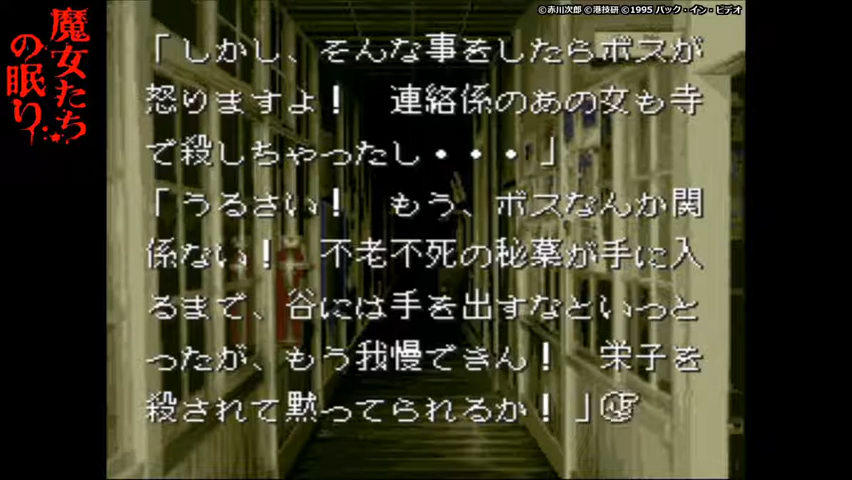 ©赤川次郎 ©港技研 ©1995 パック・イン・ビデオ
魔女たち
の眠り
「しかし、そんな事をしたらボスが
怒りますよ！　連絡係のあの女も寺
で殺しちゃったし・・・」
「うるさい！　もう、ボスなんか関
係ない！　不老不死の秘薬が手に入
るまで、谷には手を出すなといっと
ったが、もう我慢できん！　栄子を
殺されて黙ってられるか！」